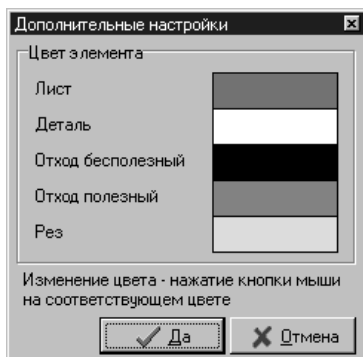 Дополнительные настройки
Цвет элемента
Лист
Деталь
Отход бесполезный
Отход полезный
Рез
Изменение цвета - нажатие кнопки мыши
на соответствующем цвете
Да
Отмена